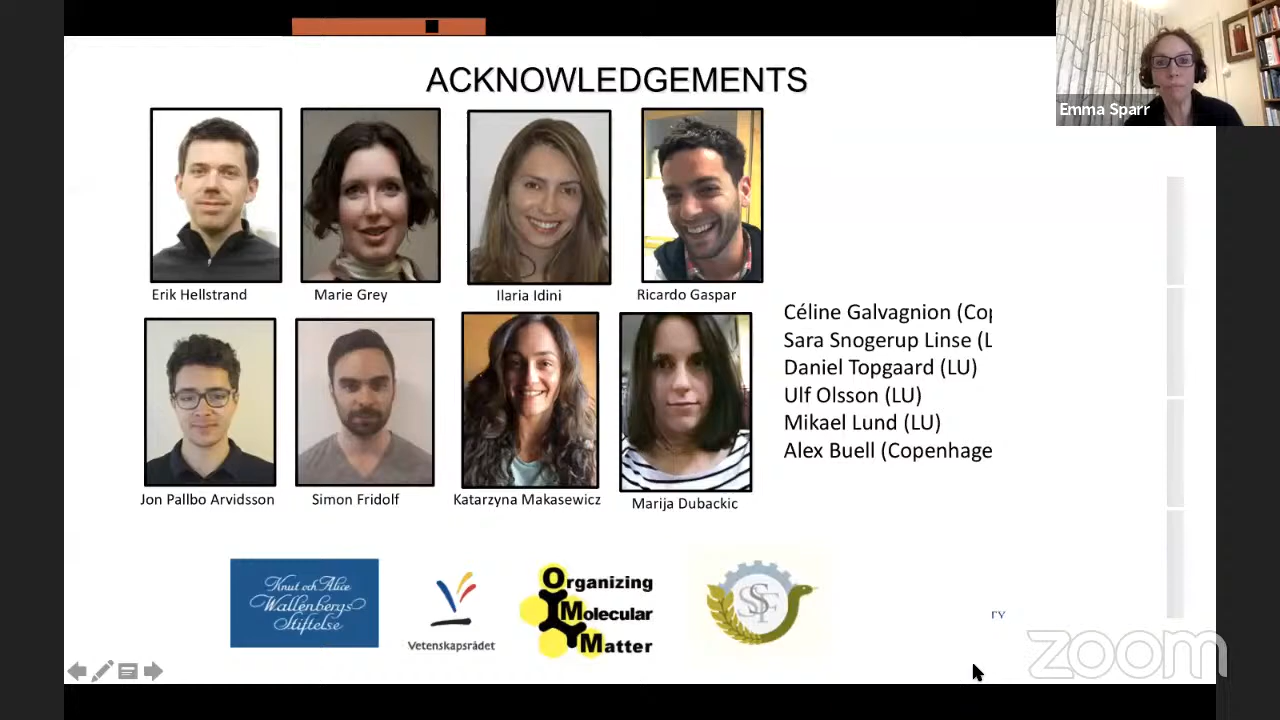 ACKNOWLEDGEMENTS
Emma Sparr
Erik Hellstrand
Marie Grey
Ilaria Idini
Ricardo Gaspar
Céline Galvagnion (Cop
Sara Snogerup Linse (L
Daniel Topgaard (LU)
Ulf Olsson (LU)
Mikael Lund (LU)
Alex Buell (Copenhage
Jon Pallbo Arvidsson
Simon Fridolf
Katarzyna Makasewicz
Marija Dubackic
Knut och Alice
Wallenbergs
Stiftelse
Vetenskapsrådet
Organizing
Molecular
Matter
SSF
zoom